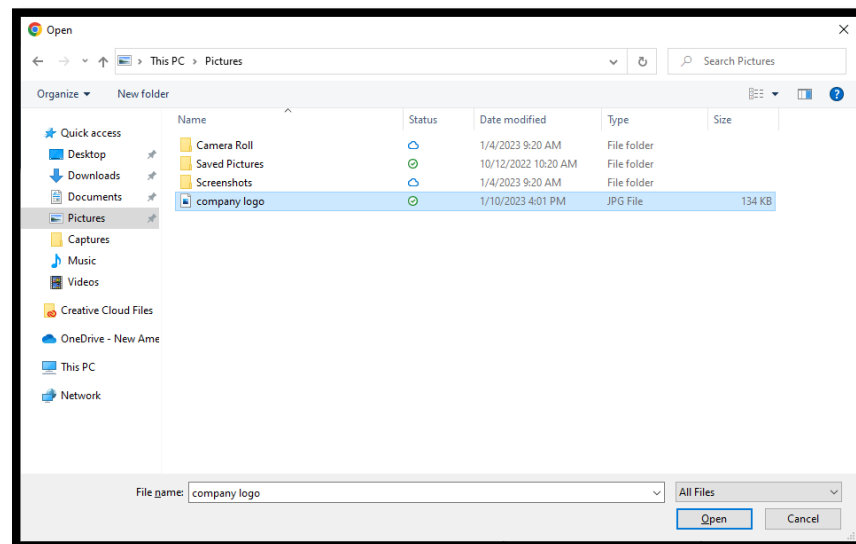 Open
This PC > Pictures
Search Pictures
Organize
New folder
Name
Status
Date modified
Type
Size
Quick access
Desktop
Downloads
Documents
Pictures
Captures
Music
Videos
Creative Cloud Files
OneDrive - New Ame
This PC
Network
Camera Roll 1/4/2023 9:20 AM File folder
Saved Pictures 10/12/2022 10:20 AM File folder
Screenshots 1/4/2023 9:20 AM File folder
company logo 1/10/2023 4:01 PM JPG File 134 KB
File name: company logo
All Files
Open
Cancel